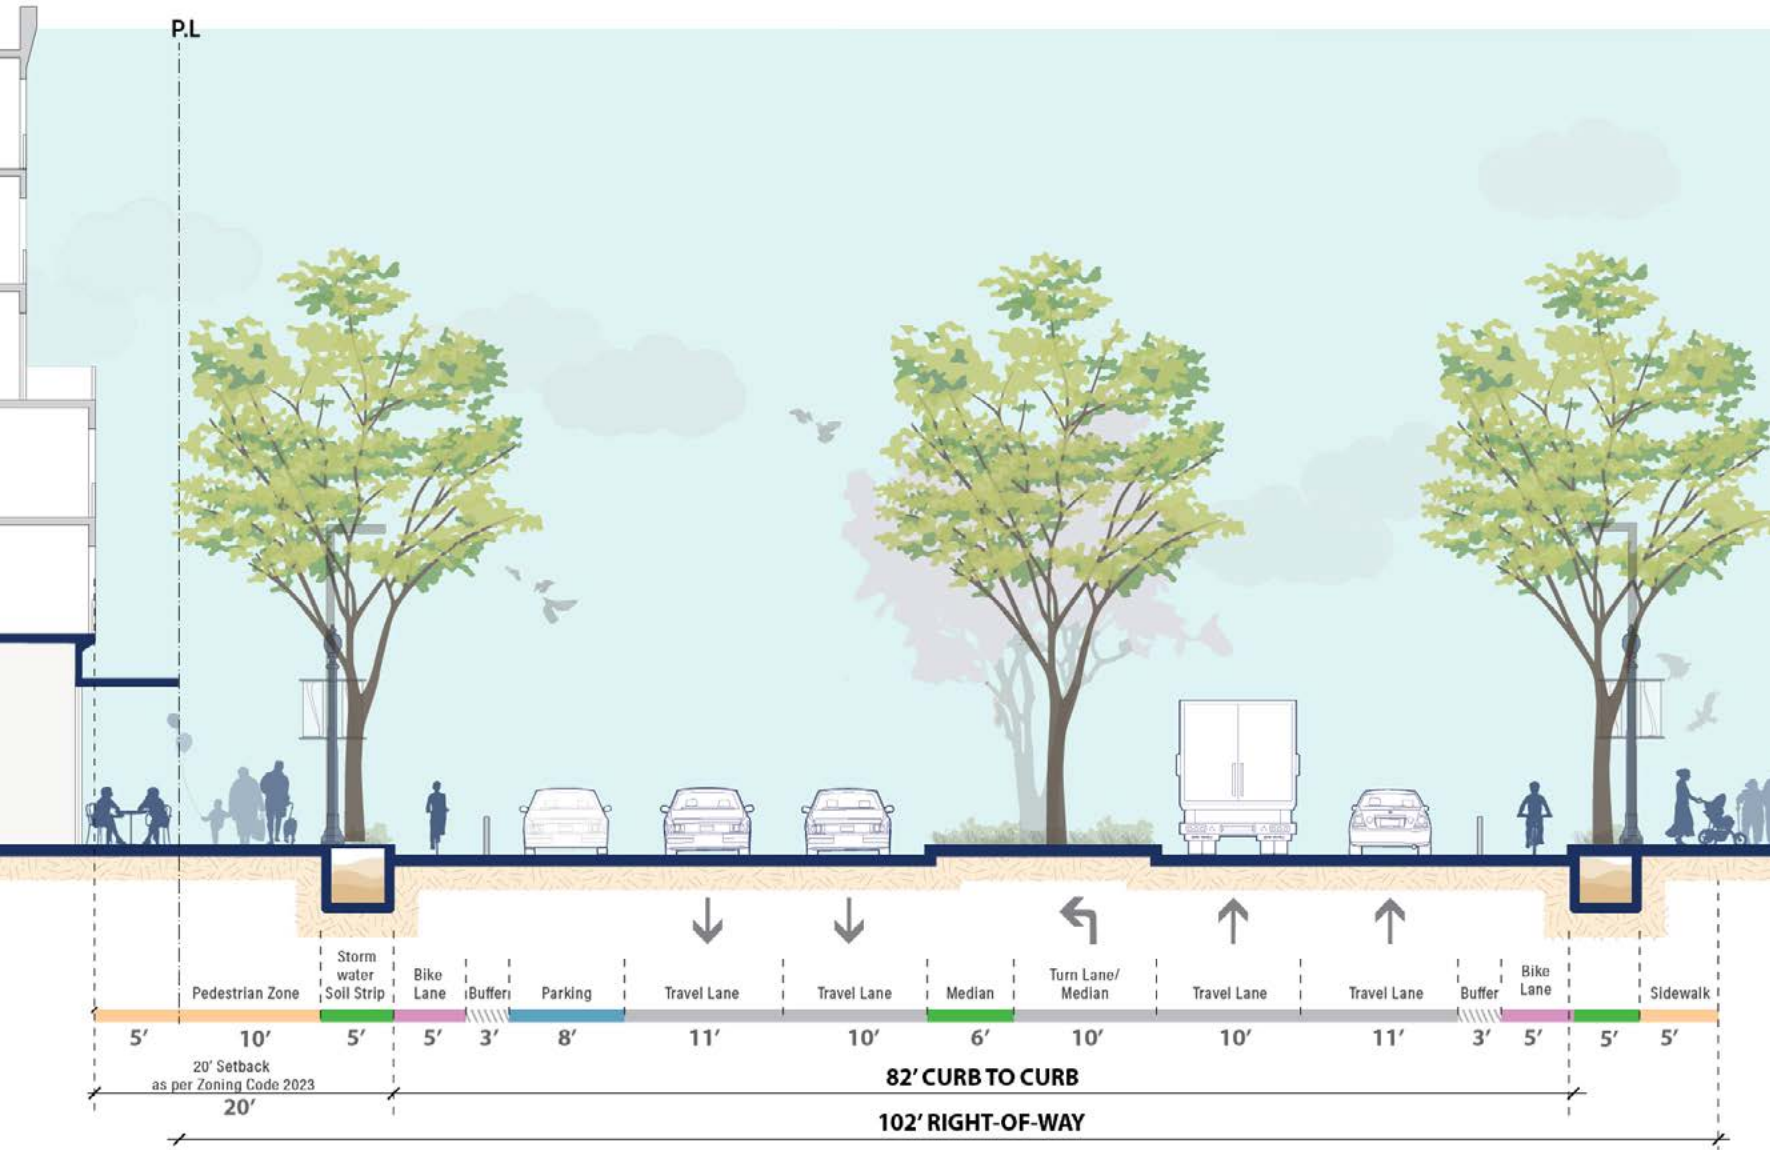 P.L
Storm
water
Soil Strip
Pedestrian Zone
Bike
Lane
Buffer
Parking
Travel Lane
Travel Lane
Median
Turn Lane/
Median
Travel Lane
Travel Lane
Buffer
Bike
Lane
Sidewalk
5' 10' 5' 5' 3' 8' 11' 10' 6' 10' 10' 11' 3' 5' 5' 5'
20' Setback
as per Zoning Code 2023
20'
82' CURB TO CURB
102' RIGHT-OF-WAY